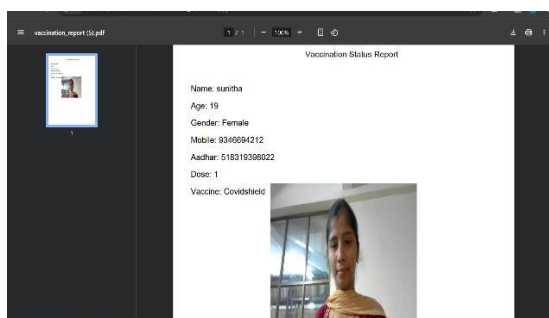 vaccination_report (5).pdf
1 / 1
100%
Vaccination Status Report
Name: sunitha
Age: 19
Gender: Female
Mobile: 9346694212
Aadhar: 518319398022
Dose: 1
Vaccine: Covidshield
1